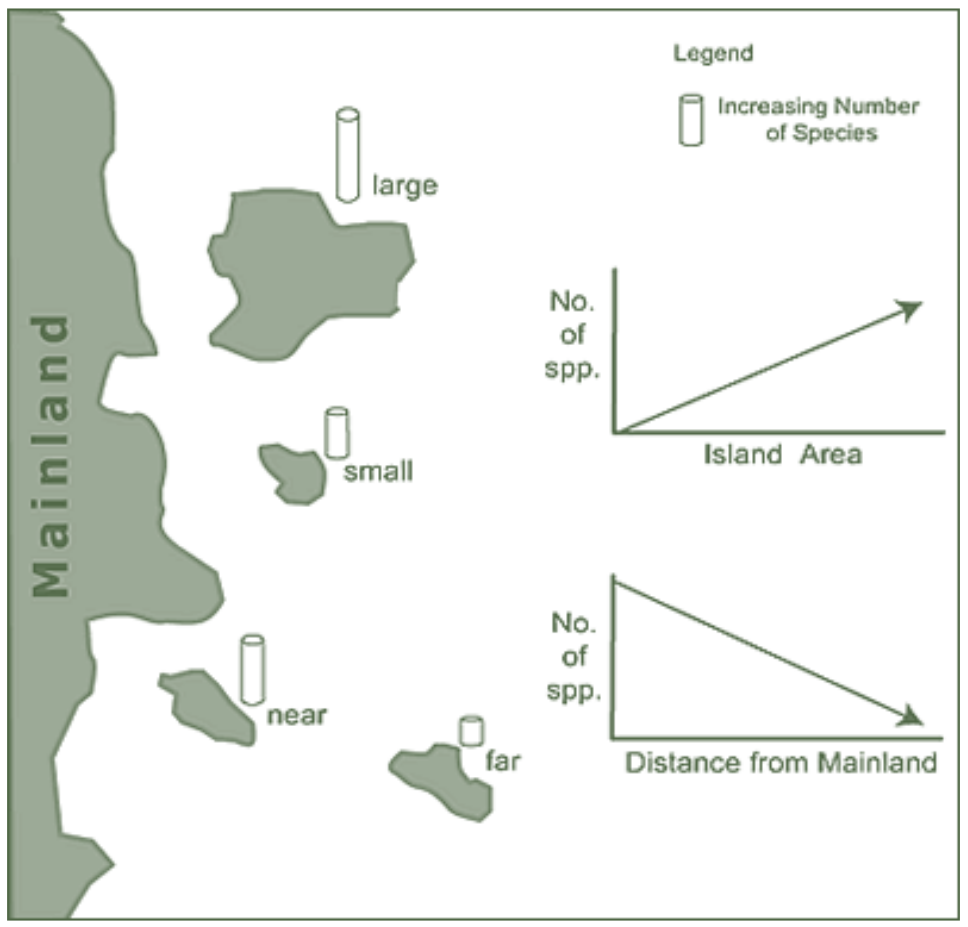 Mainland
Legend
Increasing Number
of Species
large
No.
of
spp.
Island Area
small
near
far
No.
of
spp.
Distance from Mainland